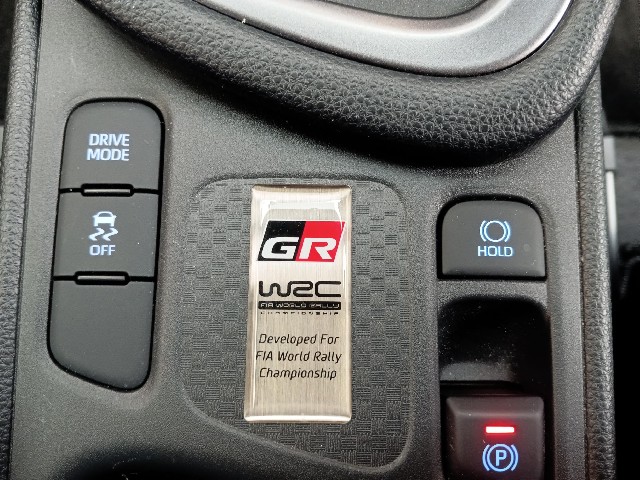 DRIVE
MODE
OFF
GR
WRC
FIA WORLD RALLY
CHAMPIONSHIP
Developed For
FIA World Rally
Championship
HOLD
P